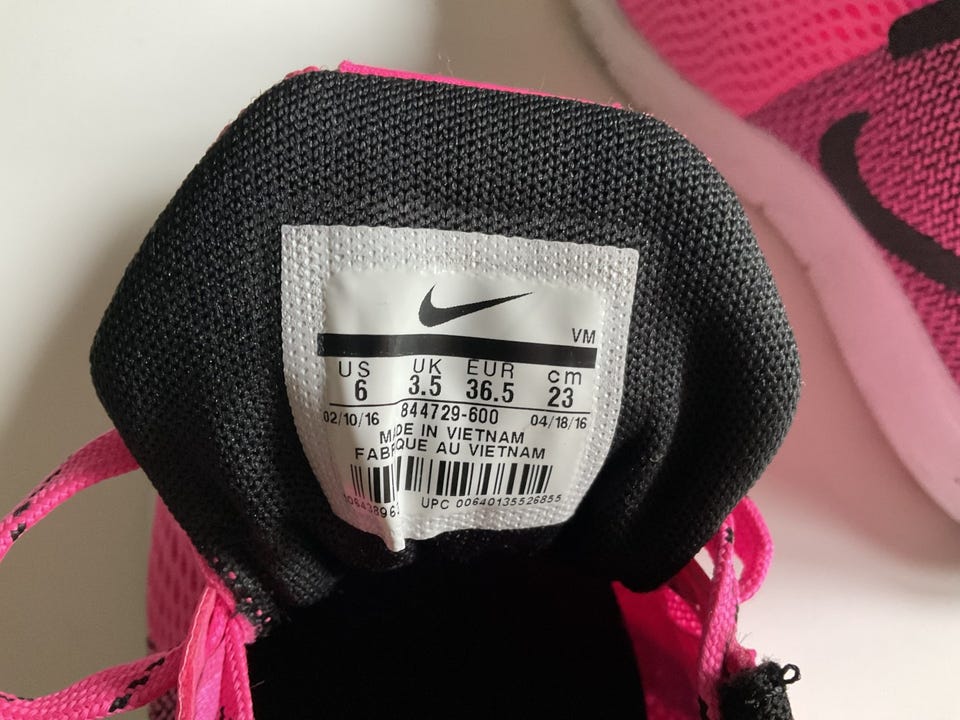 VM
US UK EUR cm
6 3.5 36.5 23
02/10/16 844729-600 04/18/16
MADE IN VIETNAM
FABRIQUE AU VIETNAM
UPC 00640135526855